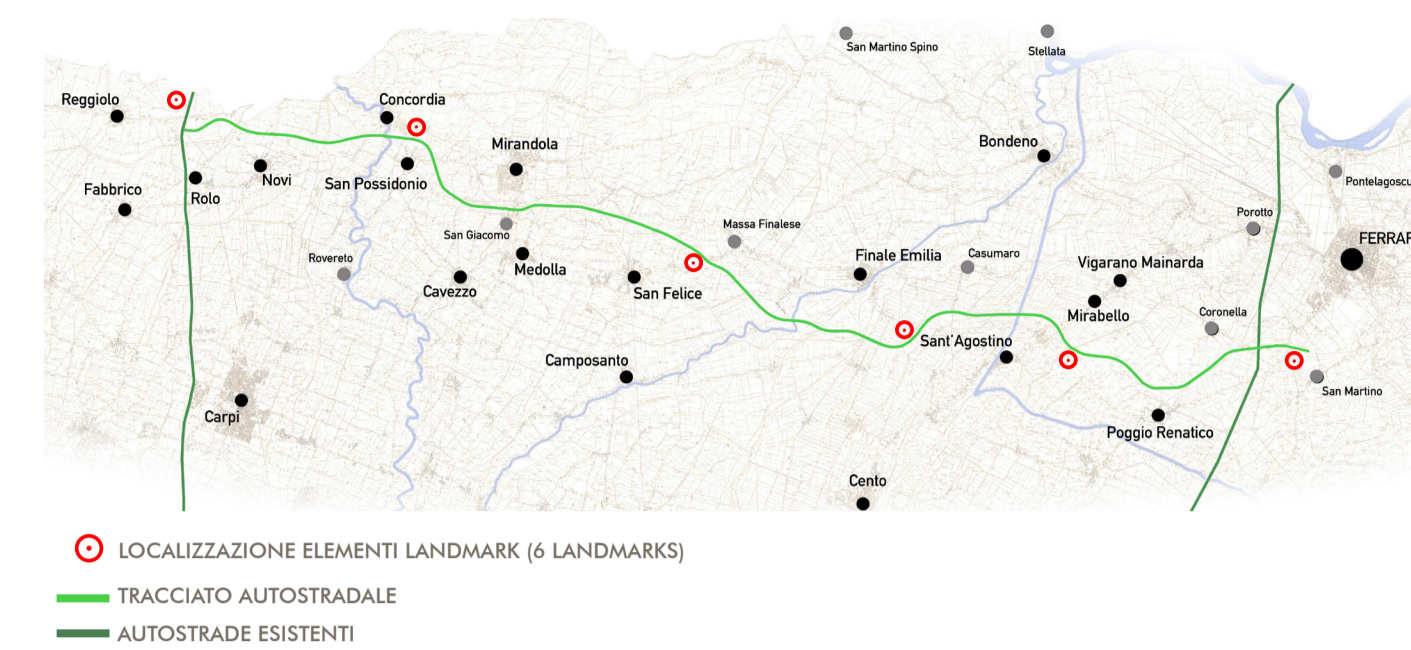 San Martino Spino
Stellata
Reggiolo
Concordia
Mirandola
Bondeno
Novi
San Possidonio
Fabbrico
Rolo
Pontelagoscu
Porotto
San Giacomo
Massa Finalese
FERRAR
Rovereto
Medolla
Finale Emilia
Casumaro
Vigarano Mainarda
Cavezzo
San Felice
Mirabello
Coronella
Sant'Agostino
Camposanto
San Martino
Carpi
Poggio Renatico
Cento
LOCALIZZAZIONE ELEMENTI LANDMARK (6 LANDMARKS)
TRACCIATO AUTOSTRADALE
AUTOSTRADE ESISTENTI